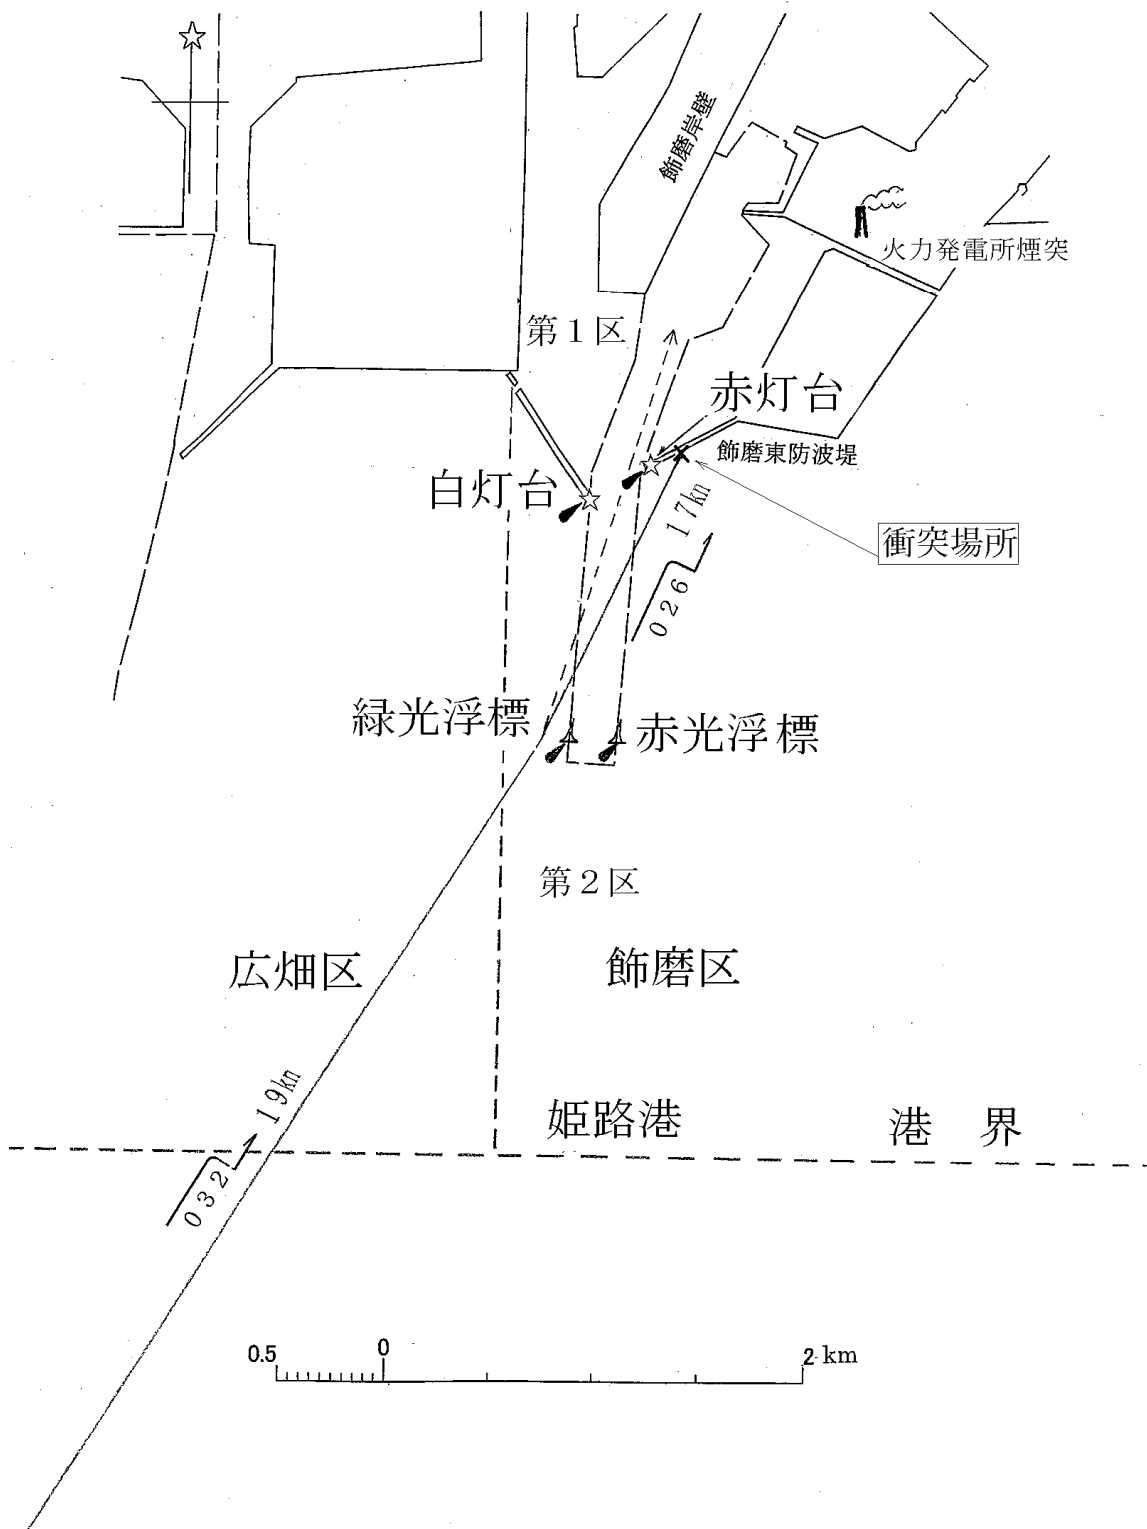 飾磨岸壁
火力発電所煙突
第1区
赤灯台
飾磨東防波堤
白灯台
17kn
衝突場所
026
緑光浮標
赤光浮標
第2区
広畑区
飾磨区
19kn
姫路港
港 界
032
0.5 0 2 km